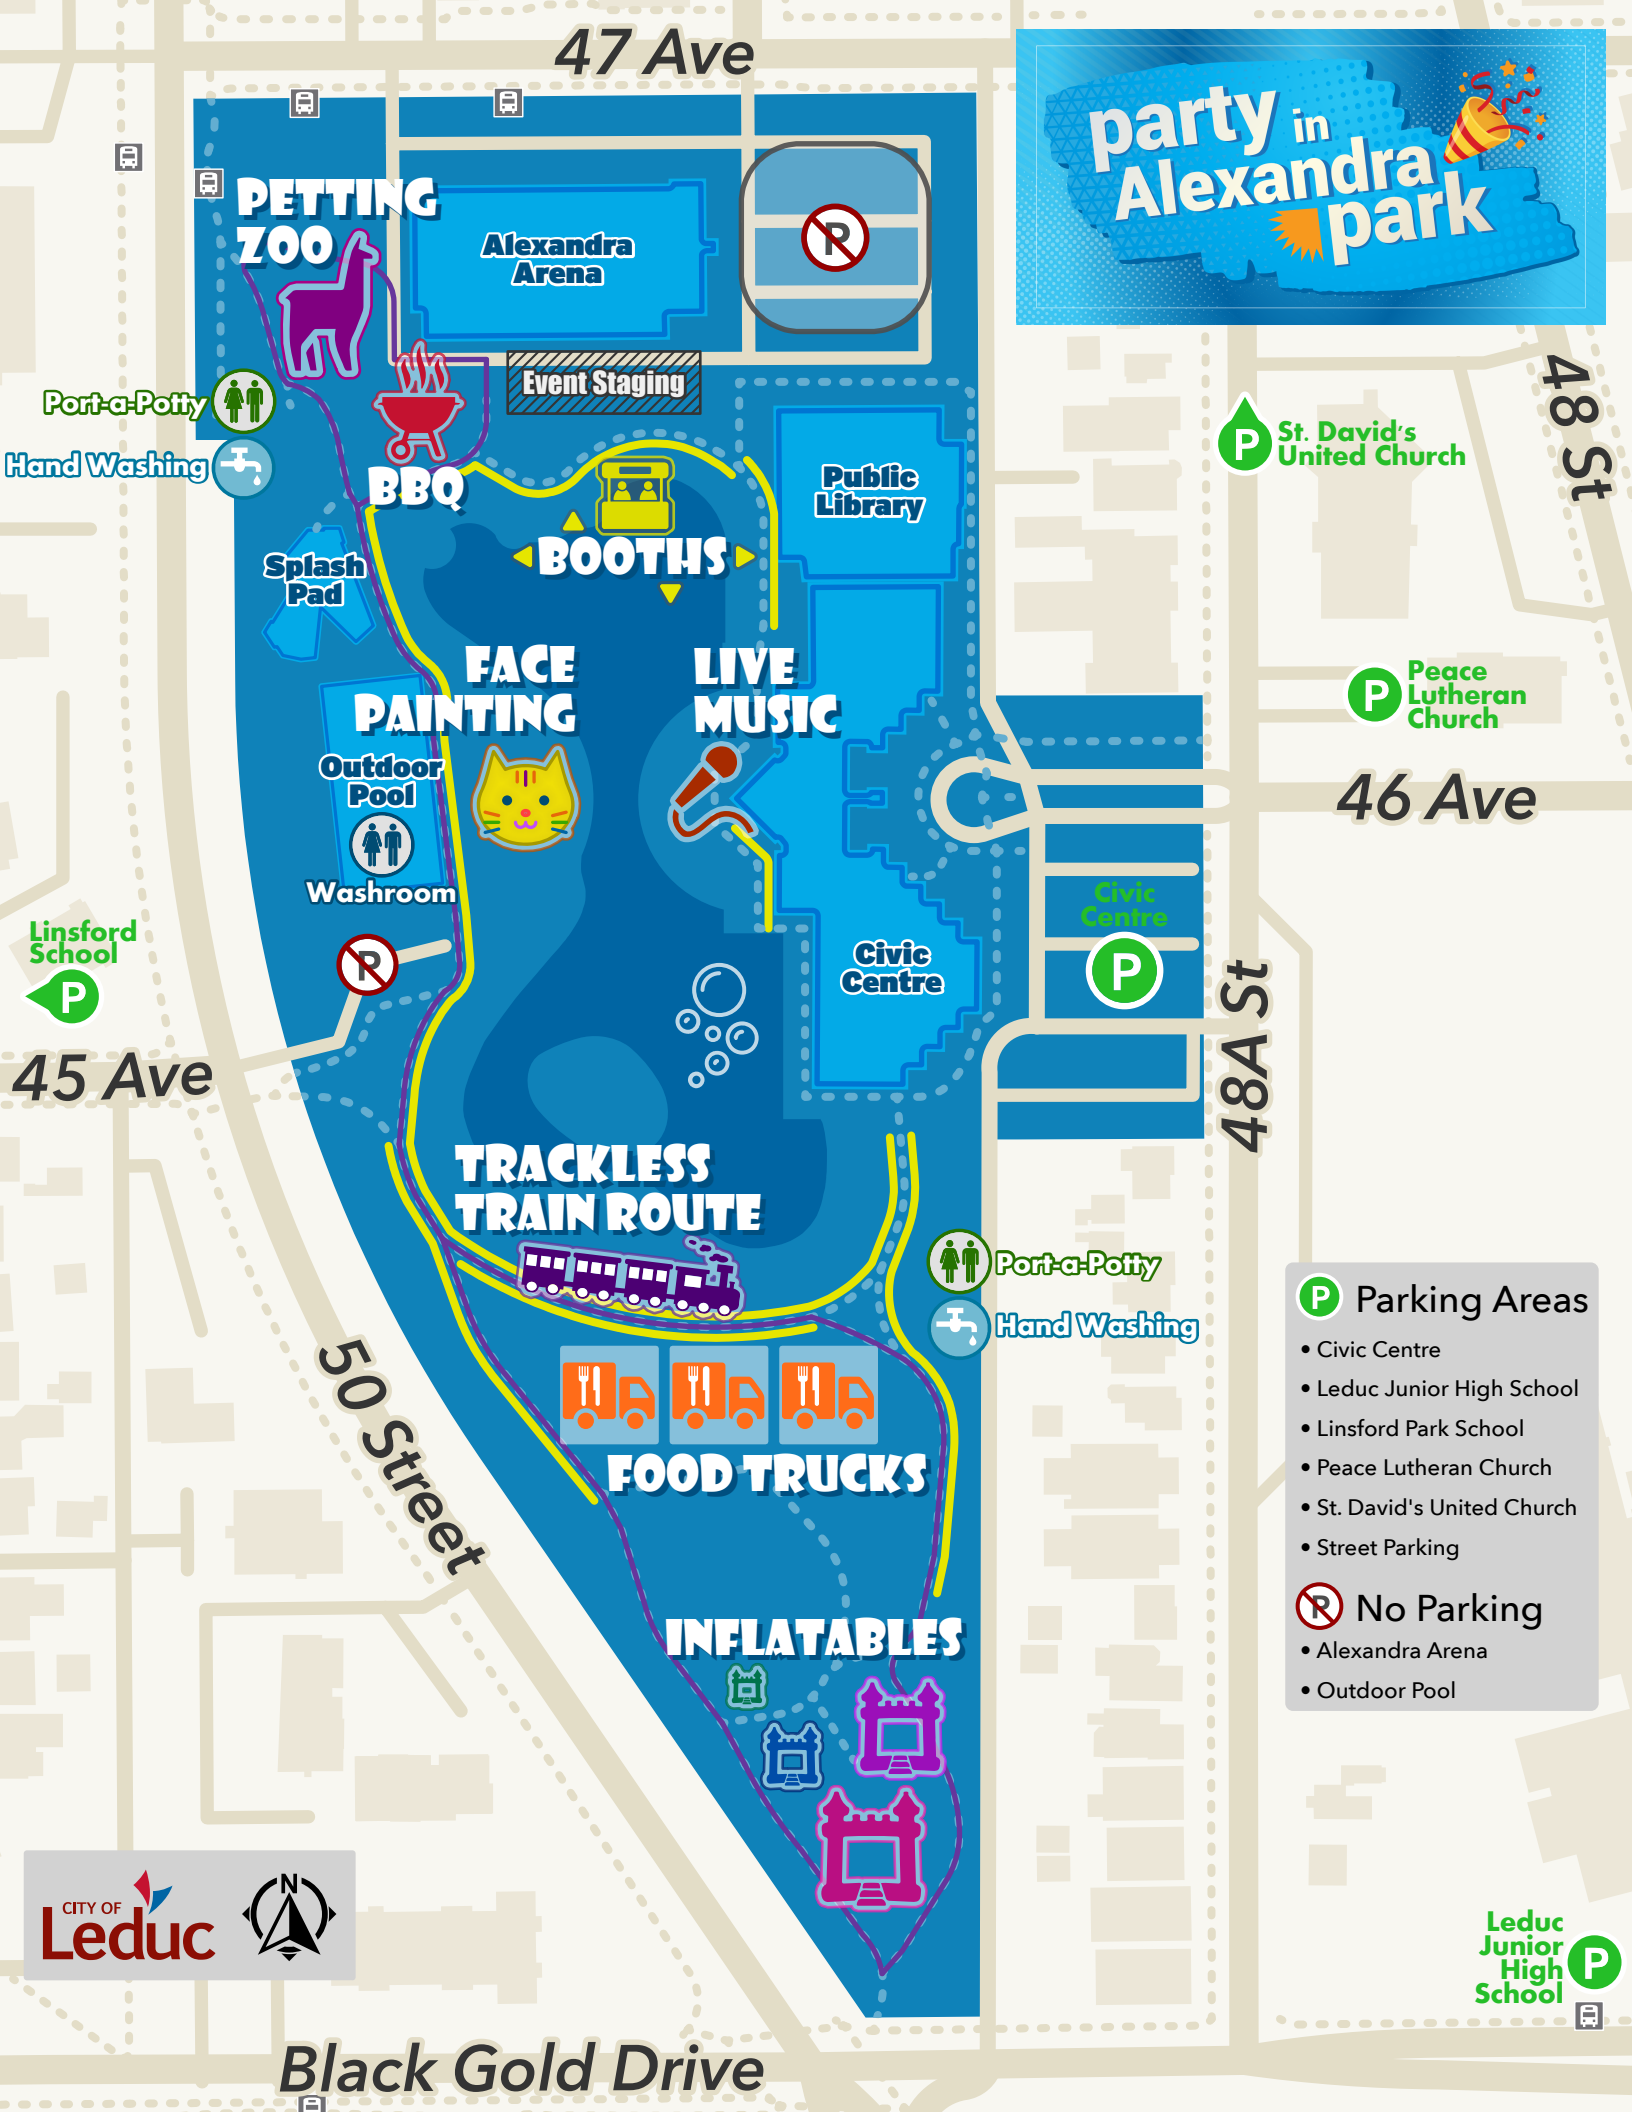 47 Ave
party in
Alexandra
park
PETTING
ZOO
Alexandra
Arena
P
Event Staging
Port-a-Potty
Hand Washing
BBQ
BOOTHS
Public
Library
P
St. David's
United Church
48 St
Splash
Pad
FACE
PAINTING
LIVE
MUSIC
P
Peace
Lutheran
Church
46 Ave
Outdoor
Pool
Washroom
Civic
Centre
P
Linsford
School
P
P
Civic
Centre
48A St
45 Ave
TRACKLESS
TRAIN ROUTE
Port-a-Potty
Hand Washing
50 Street
FOOD TRUCKS
INFLATABLES
P Parking Areas
• Civic Centre
• Leduc Junior High School
• Linsford Park School
• Peace Lutheran Church
• St. David's United Church
• Street Parking
P No Parking
• Alexandra Arena
• Outdoor Pool
CITY OF
Leduc
N
Leduc
Junior
High
School
P
Black Gold Drive